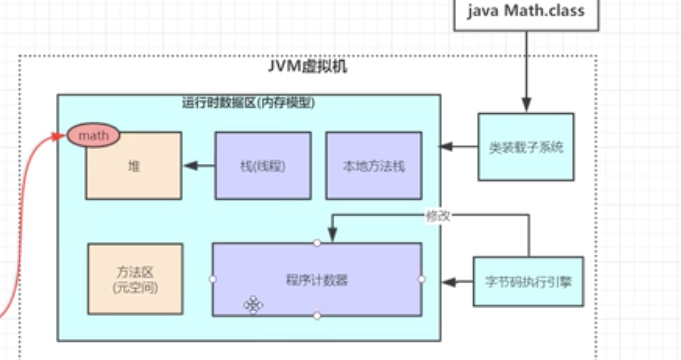 java Math.class
JVM虚拟机
运行时数据区(内存模型)
math
堆
栈(线程)
本地方法栈
类装载子系统
修改
方法区
(元空间)
程序计数器
字节码执行引擎